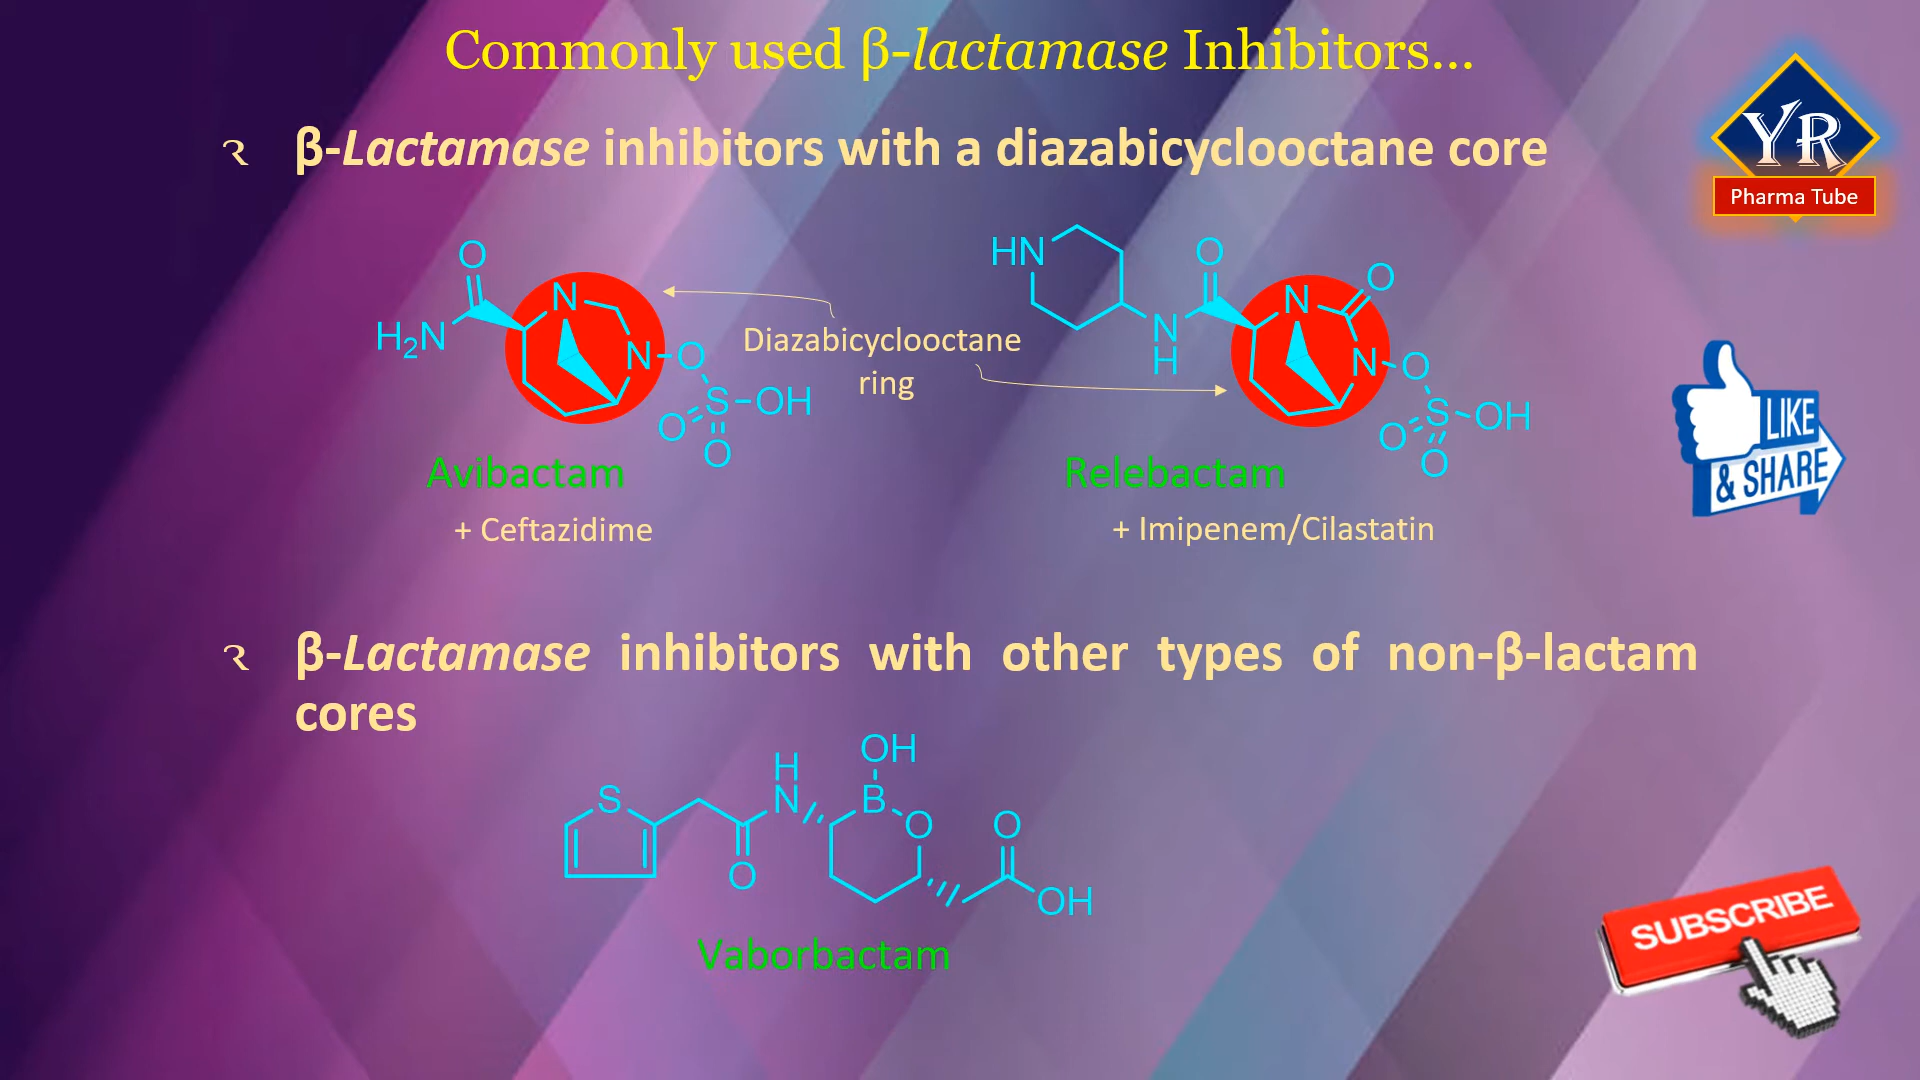 Commonly used β-lactamase Inhibitors...
YR
Pharma Tube
β-Lactamase inhibitors with a diazabicyclooctane core
O
H2N
N
N
O
S
OH
O
O
Diazabicyclooctane
ring
HN
N
H
O
N
O
N
O
S
OH
O
O
LIKE
& SHARE
Avibactam
+ Ceftazidime
Relebactam
+ Imipenem/Cilastatin
β-Lactamase inhibitors with other types of non-β-lactam
cores
S
O
H
N
OH
B
O
O
OH
Vaborbactam
SUBSCRIBE